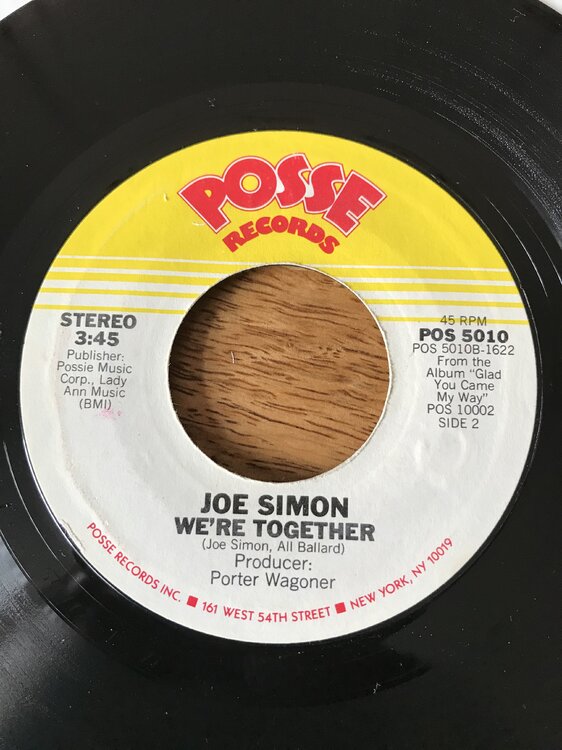 POSSE
RECORDS
STEREO
3:45
Publisher:
Possie Music
Corp., Lady
Ann Music
(BMI)
45 RPM
POS 5010
POS 5010B-1622
From the
Album "Glad
You Came
My Way"
POS 10002
SIDE 2
JOE SIMON
WE'RE TOGETHER
(Joe Simon, All Ballard)
Producer:
Porter Wagoner
POSSE RECORDS INC. ■ 161 WEST 54TH STREET ■ NEW YORK, NY 10019